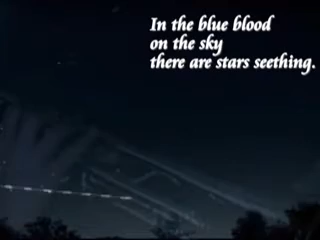 In the blue blood
on the sky
there are stars seething.